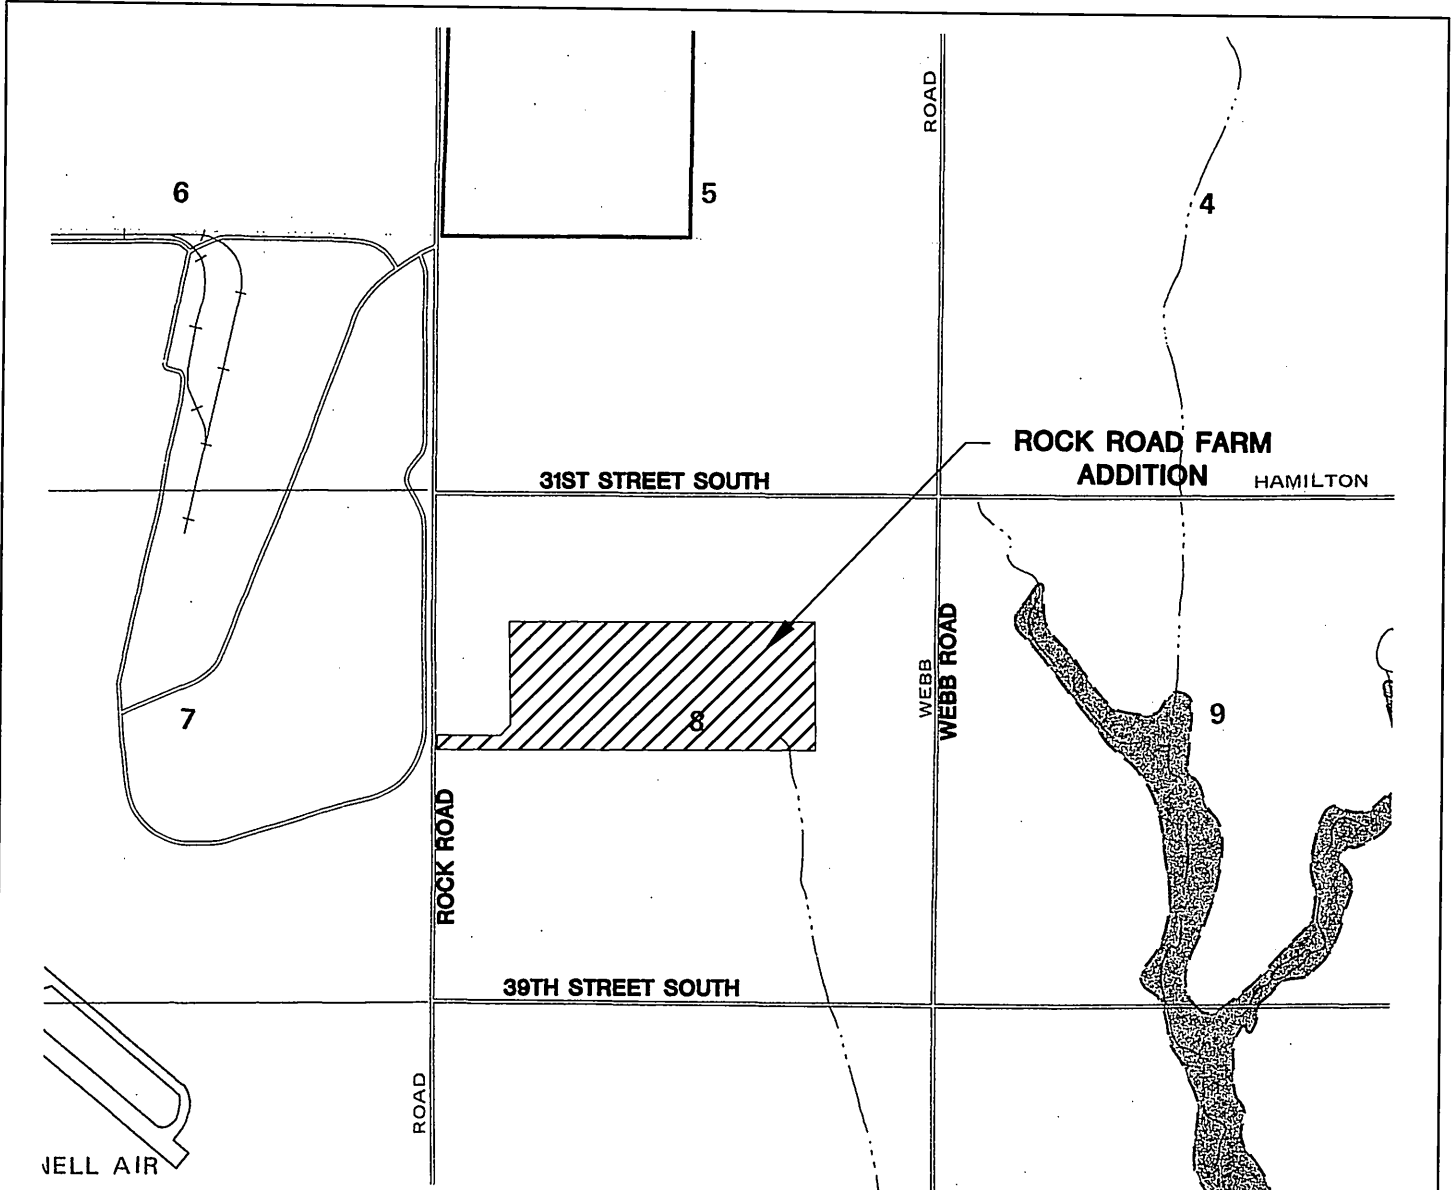 ROAD
6
5
4
ROCK ROAD FARM
ADDITION
31ST STREET SOUTH
HAMILTON
WEBB
WEBB ROAD
7
8
9
ROCK ROAD
39TH STREET SOUTH
ROAD
NELL AIR